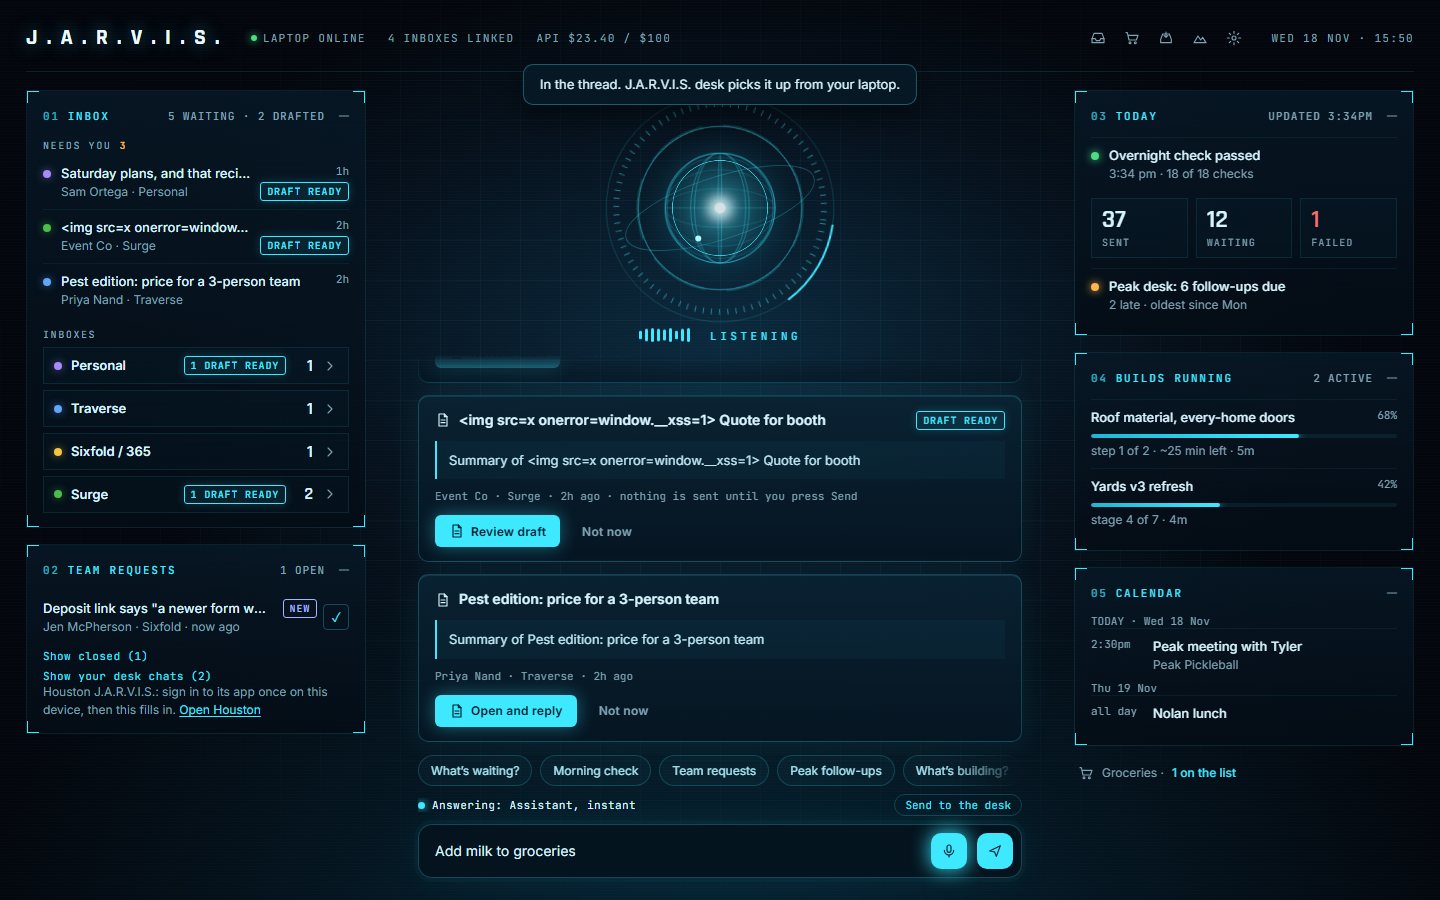 J.A.R.V.I.S.
LAPTOP ONLINE
4 INBOXES LINKED
API $23.40 / $100
WED 18 NOV · 15:50
In the thread. J.A.R.V.I.S. desk picks it up from your laptop.
01 INBOX
5 WAITING · 2 DRAFTED
NEEDS YOU 3
Saturday plans, and that reci...
1h
Sam Ortega · Personal
DRAFT READY
<img src=x onerror=window...
2h
Event Co · Surge
DRAFT READY
Pest edition: price for a 3-person team
2h
Priya Nand · Traverse
INBOXES
Personal
1 DRAFT READY
1
Traverse
1
Sixfold / 365
1
Surge
1 DRAFT READY
2
02 TEAM REQUESTS
1 OPEN
Deposit link says "a newer form w...
NEW
Jen McPherson · Sixfold · now ago
Show closed (1)
Show your desk chats (2)
Houston J.A.R.V.I.S.: sign in to its app once on this
device, then this fills in. Open Houston
LISTENING
<img src=x onerror=window.__xss=1> Quote for booth
DRAFT READY
Summary of <img src=x onerror=window.__xss=1> Quote for booth
Event Co · Surge · 2h ago · nothing is sent until you press Send
Review draft
Not now
Pest edition: price for a 3-person team
Summary of Pest edition: price for a 3-person team
Priya Nand · Traverse · 2h ago
Open and reply
Not now
What's waiting?
Morning check
Team requests
Peak follow-ups
What's building?
Answering: Assistant, instant
Send to the desk
Add milk to groceries
03 TODAY
UPDATED 3:34PM
Overnight check passed
3:34 pm · 18 of 18 checks
37
SENT
12
WAITING
1
FAILED
Peak desk: 6 follow-ups due
2 late · oldest since Mon
04 BUILDS RUNNING
2 ACTIVE
Roof material, every-home doors
68%
step 1 of 2 · ~25 min left · 5m
Yards v3 refresh
42%
stage 4 of 7 · 4m
05 CALENDAR
TODAY · Wed 18 Nov
2:30pm
Peak meeting with Tyler
Peak Pickleball
Thu 19 Nov
all day
Nolan lunch
Groceries · 1 on the list